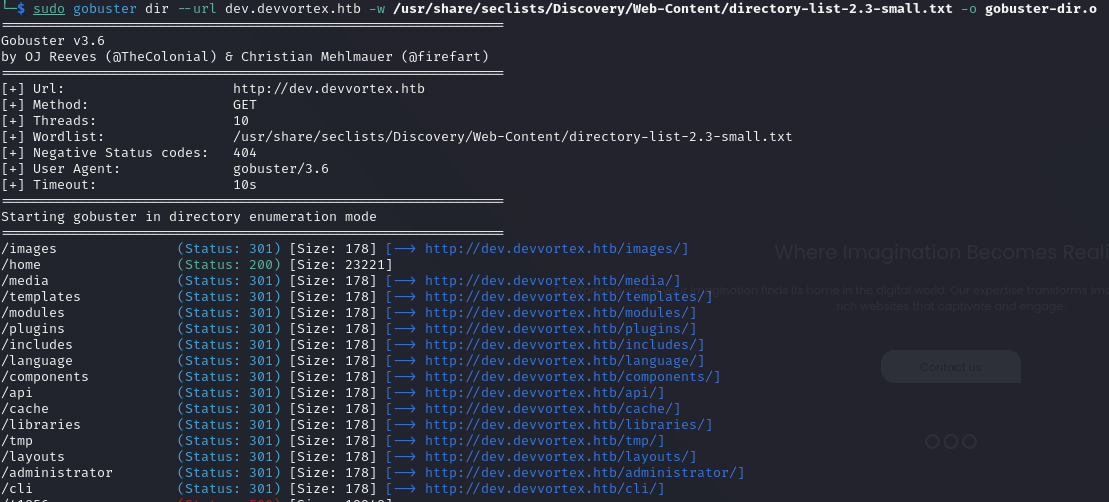 └─$ sudo gobuster dir --url dev.devvortex.htb -w /usr/share/seclists/Discovery/Web-Content/directory-list-2.3-small.txt -o gobuster-dir.o
===============================================================
Gobuster v3.6
by OJ Reeves (@TheColonial) & Christian Mehlmauer (@firefart)
===============================================================
[+] Url:                     http://dev.devvortex.htb
[+] Method:                  GET
[+] Threads:                 10
[+] Wordlist:                /usr/share/seclists/Discovery/Web-Content/directory-list-2.3-small.txt
[+] Negative Status codes:   404
[+] User Agent:              gobuster/3.6
[+] Timeout:                 10s
===============================================================
Starting gobuster in directory enumeration mode
===============================================================
/images               (Status: 301) [Size: 178] [--> http://dev.devvortex.htb/images/]
Where Imagination Becomes Reali
/home                 (Status: 200) [Size: 23221]
/media                (Status: 301) [Size: 178] [--> http://dev.devvortex.htb/media/]
/templates            (Status: 301) [Size: 178] [--> http://dev.devvortex.htb/templates/]
imagination finds its home in the digital world. Our expertise transforms
/modules              (Status: 301) [Size: 178] [--> http://dev.devvortex.htb/modules/]
rich websites that captivate and engage
/plugins              (Status: 301) [Size: 178] [--> http://dev.devvortex.htb/plugins/]
/includes             (Status: 301) [Size: 178] [--> http://dev.devvortex.htb/includes/]
/language             (Status: 301) [Size: 178] [--> http://dev.devvortex.htb/language/]
/components           (Status: 301) [Size: 178] [--> http://dev.devvortex.htb/components/]
Contact us
/api                  (Status: 301) [Size: 178] [--> http://dev.devvortex.htb/api/]
/cache                (Status: 301) [Size: 178] [--> http://dev.devvortex.htb/cache/]
/libraries            (Status: 301) [Size: 178] [--> http://dev.devvortex.htb/libraries/]
/tmp                  (Status: 301) [Size: 178] [--> http://dev.devvortex.htb/tmp/]
/layouts              (Status: 301) [Size: 178] [--> http://dev.devvortex.htb/layouts/]
/administrator        (Status: 301) [Size: 178] [--> http://dev.devvortex.htb/administrator/]
/cli                  (Status: 301) [Size: 178] [--> http://dev.devvortex.htb/cli/]